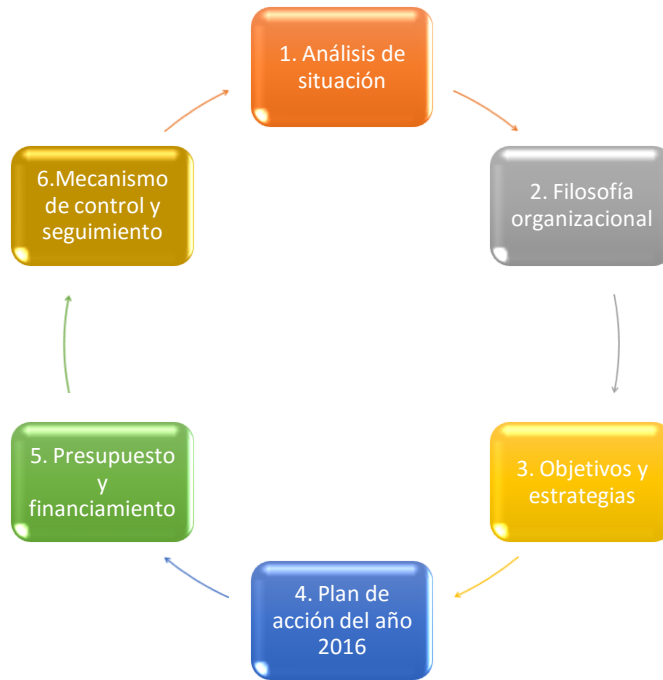 1. Análisis de
situación
2. Filosofía
organizacional
3. Objetivos y
estrategias
4. Plan de
acción del año
2016
5. Presupuesto
y
financiamiento
6.Mecanismo
de control y
seguimiento